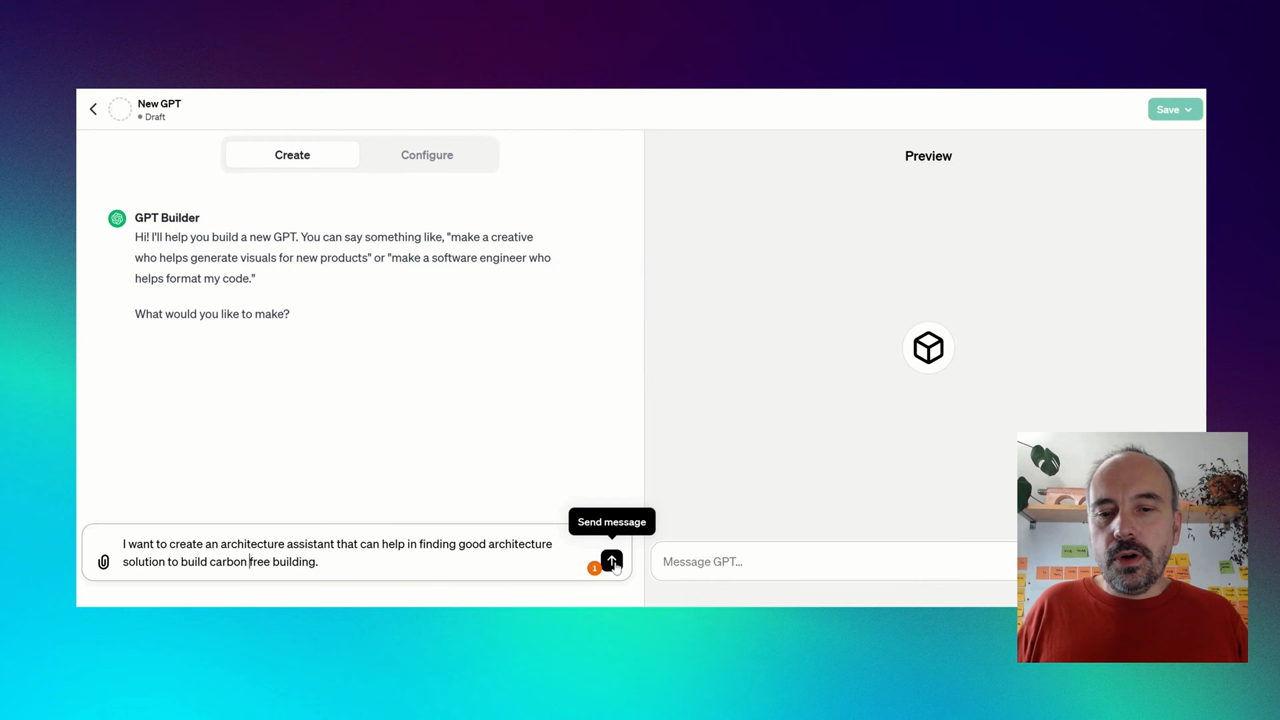 New GPT
Draft
Save
Create
Configure
Preview
GPT Builder
Hi! I'll help you build a new GPT. You can say something like, "make a creative
who helps generate visuals for new products" or "make a software engineer who
helps format my code."
What would you like to make?
Send message
I want to create an architecture assistant that can help in finding good architecture
solution to build carbon free building.
1
Message GPT...